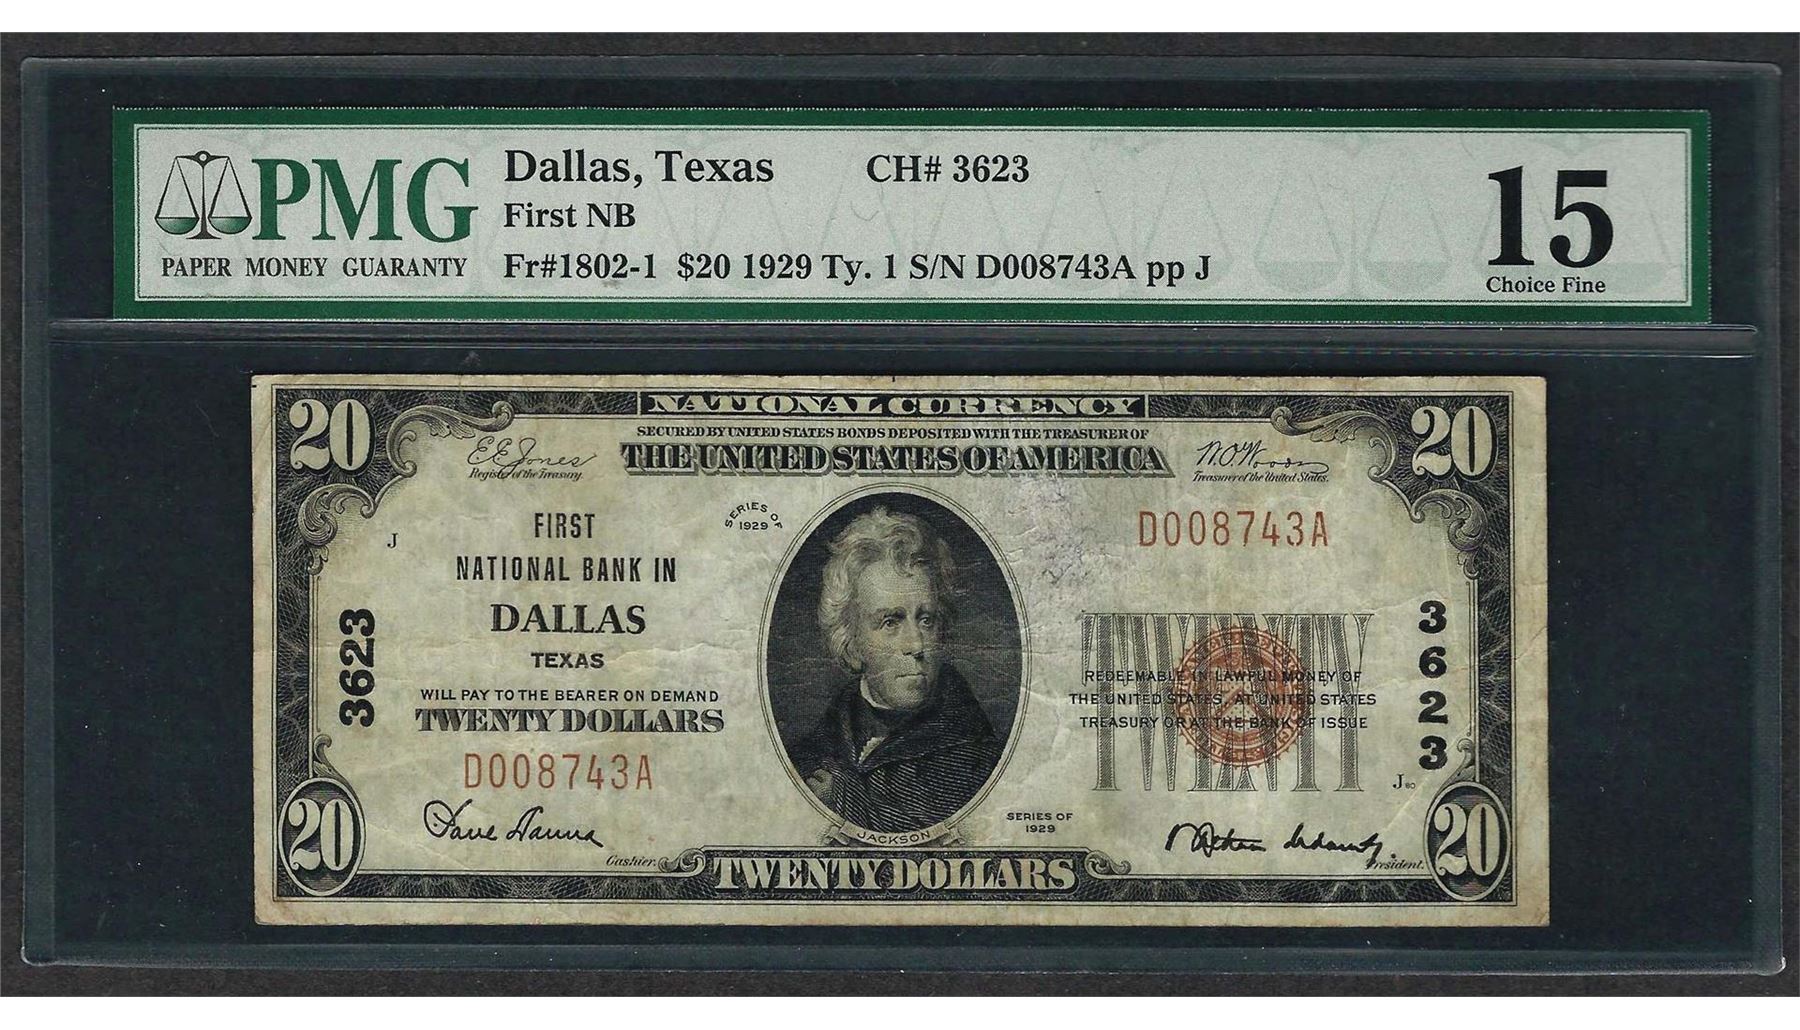 PMG
PAPER MONEY GUARANTY
Dallas, Texas CH# 3623
First NB
Fr#1802-1 $20 1929 Ty. 1 S/N D008743A pp J
15
Choice Fine
20 NATIONAL CURRENCY 20
SECURED BY UNITED STATES BONDS DEPOSITED WITH THE TREASURER OF
THE UNITED STATES OF AMERICA
E. E. Jones
Register of the Treasury.
W. O. Woods
Treasurer of the United States.
SERIES OF
1929
J
FIRST
NATIONAL BANK IN
DALLAS
TEXAS
WILL PAY TO THE BEARER ON DEMAND
TWENTY DOLLARS
D008743A
3623
Cashier.
JACKSON
D008743A
TWENTY
REDEEMABLE IN LAWFUL MONEY OF
THE UNITED STATES, AT UNITED STATES
TREASURY OR AT THE BANK OF ISSUE
3623
J 80
SERIES OF
1929
President.
20 TWENTY DOLLARS 20